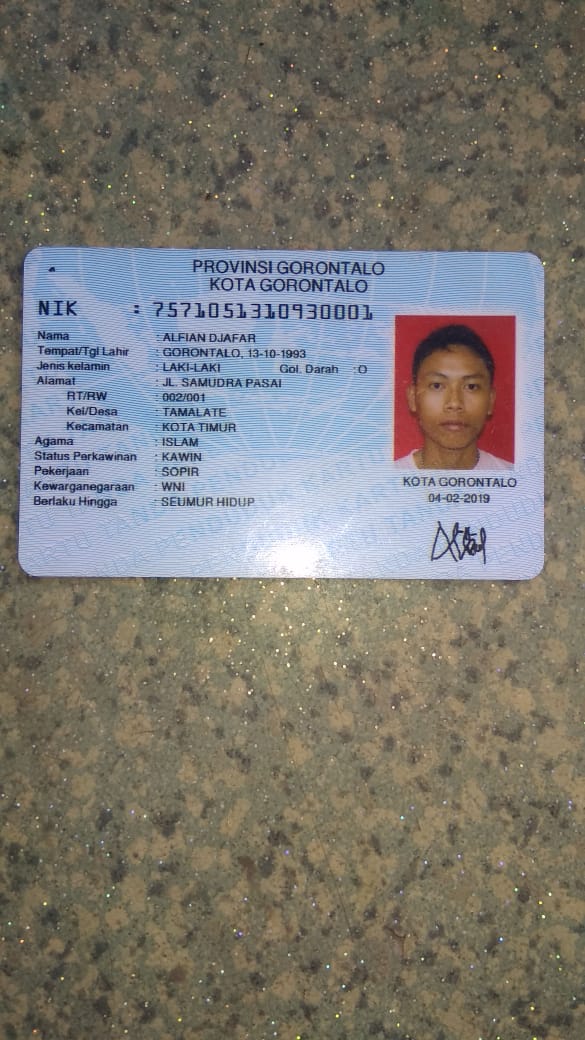 PROVINSI GORONTALO
KOTA GORONTALO
NIK : 7571051310930001
Nama : ALFIAN DJAFAR
Tempat/Tgl Lahir : GORONTALO, 13-10-1993
Jenis kelamin : LAKI-LAKI Gol. Darah : O
Alamat : JL. SAMUDRA PASAI
RT/RW : 002/001
Kel/Desa : TAMALATE
Kecamatan : KOTA TIMUR
Agama : ISLAM
Status Perkawinan : KAWIN
Pekerjaan : SOPIR
Kewarganegaraan : WNI
Berlaku Hingga : SEUMUR HIDUP
KOTA GORONTALO
04-02-2019